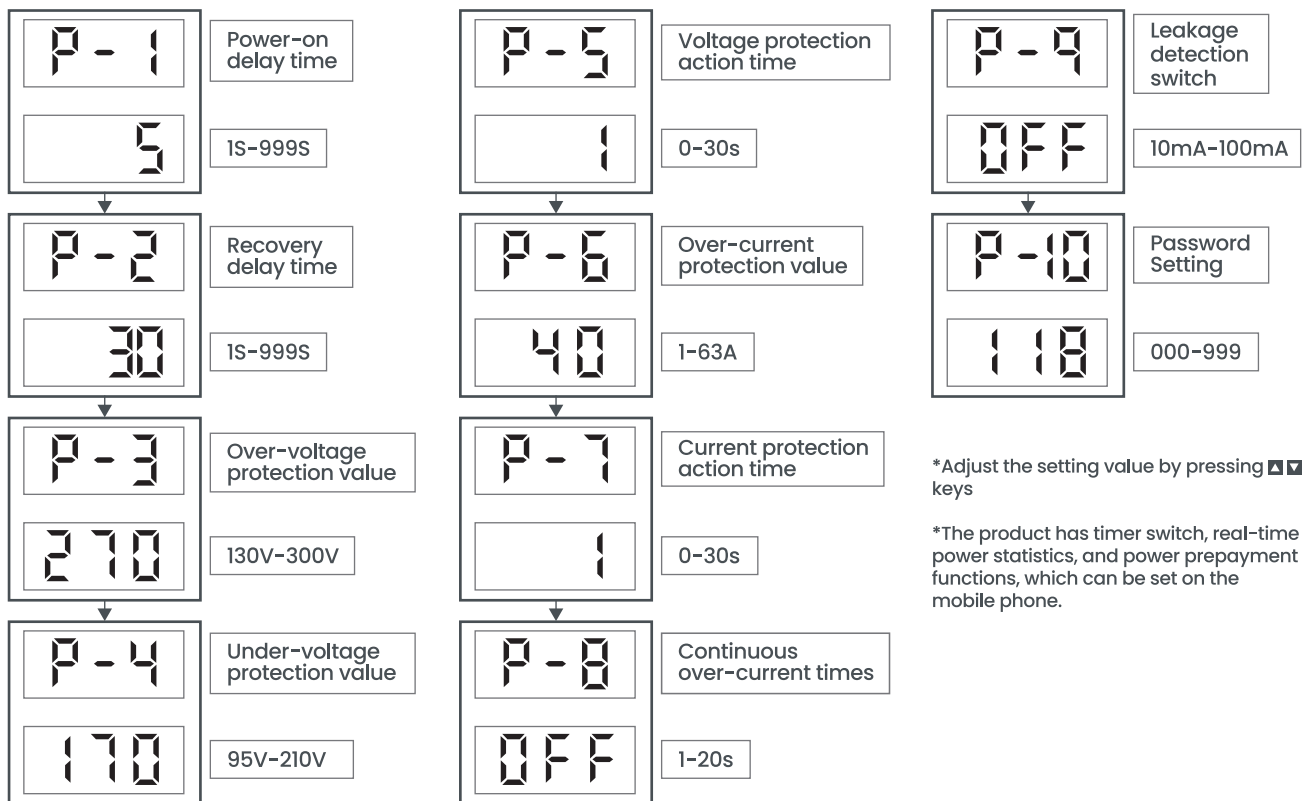 P-1
Power-on
delay time
5
1S-999S
P-2
Recovery
delay time
30
1S-999S
P-3
Over-voltage
protection value
270
130V-300V
P-4
Under-voltage
protection value
170
95V-210V
P-5
Voltage protection
action time
1
0-30s
P-6
Over-current
protection value
40
1-63A
P-7
Current protection
action time
1
0-30s
P-8
Continuous
over-current times
OFF
1-20s
P-9
Leakage
detection
switch
OFF
10mA-100mA
P-10
Password
Setting
118
000-999
*Adjust the setting value by pressing ▲▼
keys
*The product has timer switch, real-time
power statistics, and power prepayment
functions, which can be set on the
mobile phone.